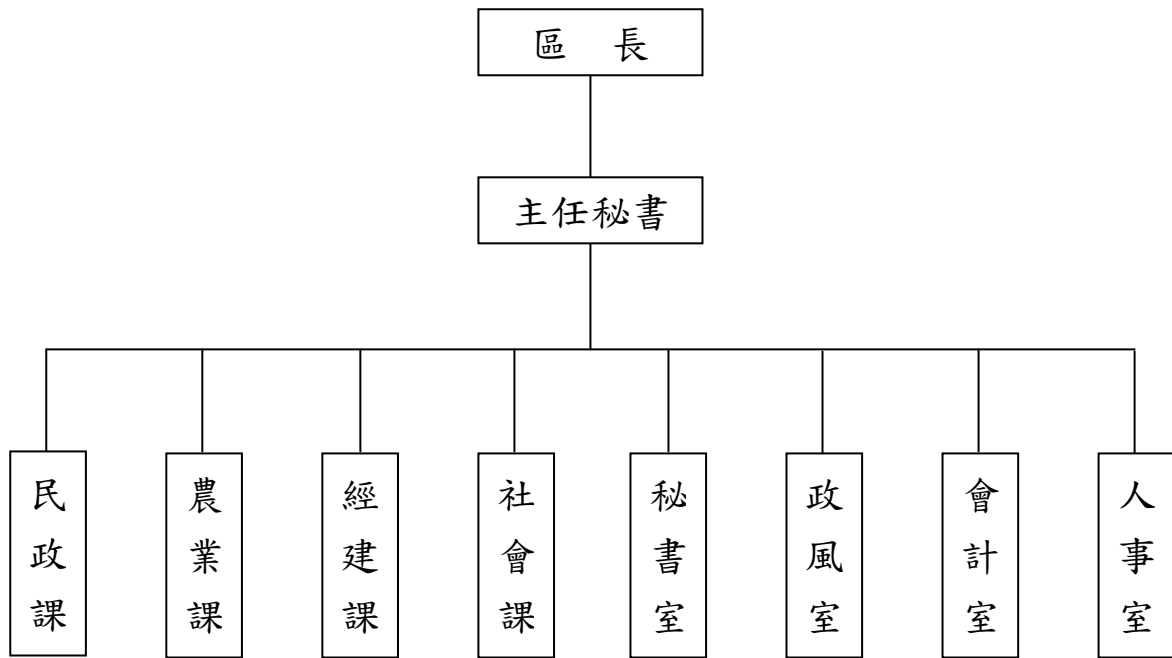 區 長
主任秘書
民政課
農業課
經建課
社會課
秘書室
政風室
會計室
人事室